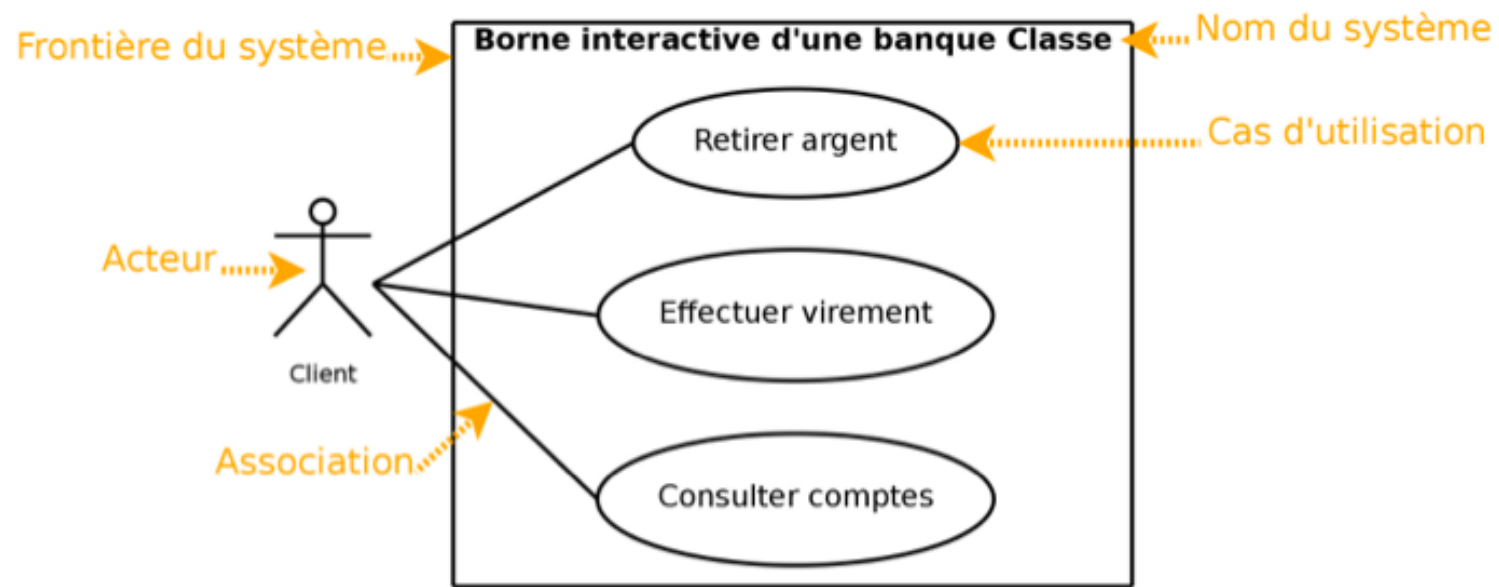 Frontière du système
Borne interactive d'une banque Classe
Nom du système
Retirer argent
Cas d'utilisation
Acteur
Effectuer virement
Client
Association
Consulter comptes